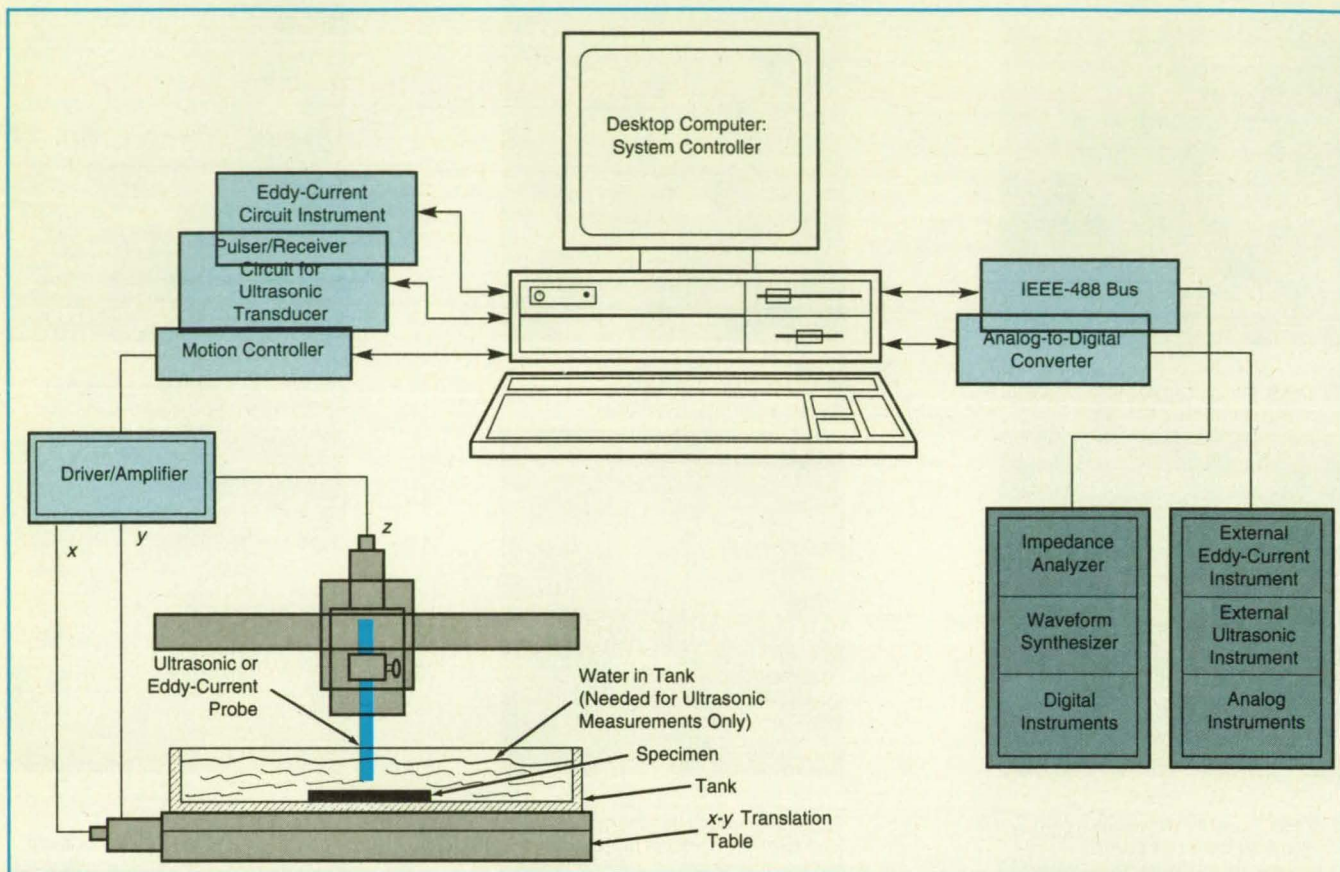 Desktop Computer:
System Controller
Eddy-Current
Circuit Instrument
Pulser/Receiver
Circuit for
Ultrasonic
Transducer
Motion Controller
IEEE-488 Bus
Analog-to-Digital
Converter
Driver/Amplifier
x
y
z
Ultrasonic or
Eddy-Current
Probe
Water in Tank
(Needed for Ultrasonic
Measurements Only)
Specimen
Tank
x-y Translation
Table
Impedance
Analyzer
Waveform
Synthesizer
Digital
Instruments
External
Eddy-Current
Instrument
External
Ultrasonic
Instrument
Analog
Instruments